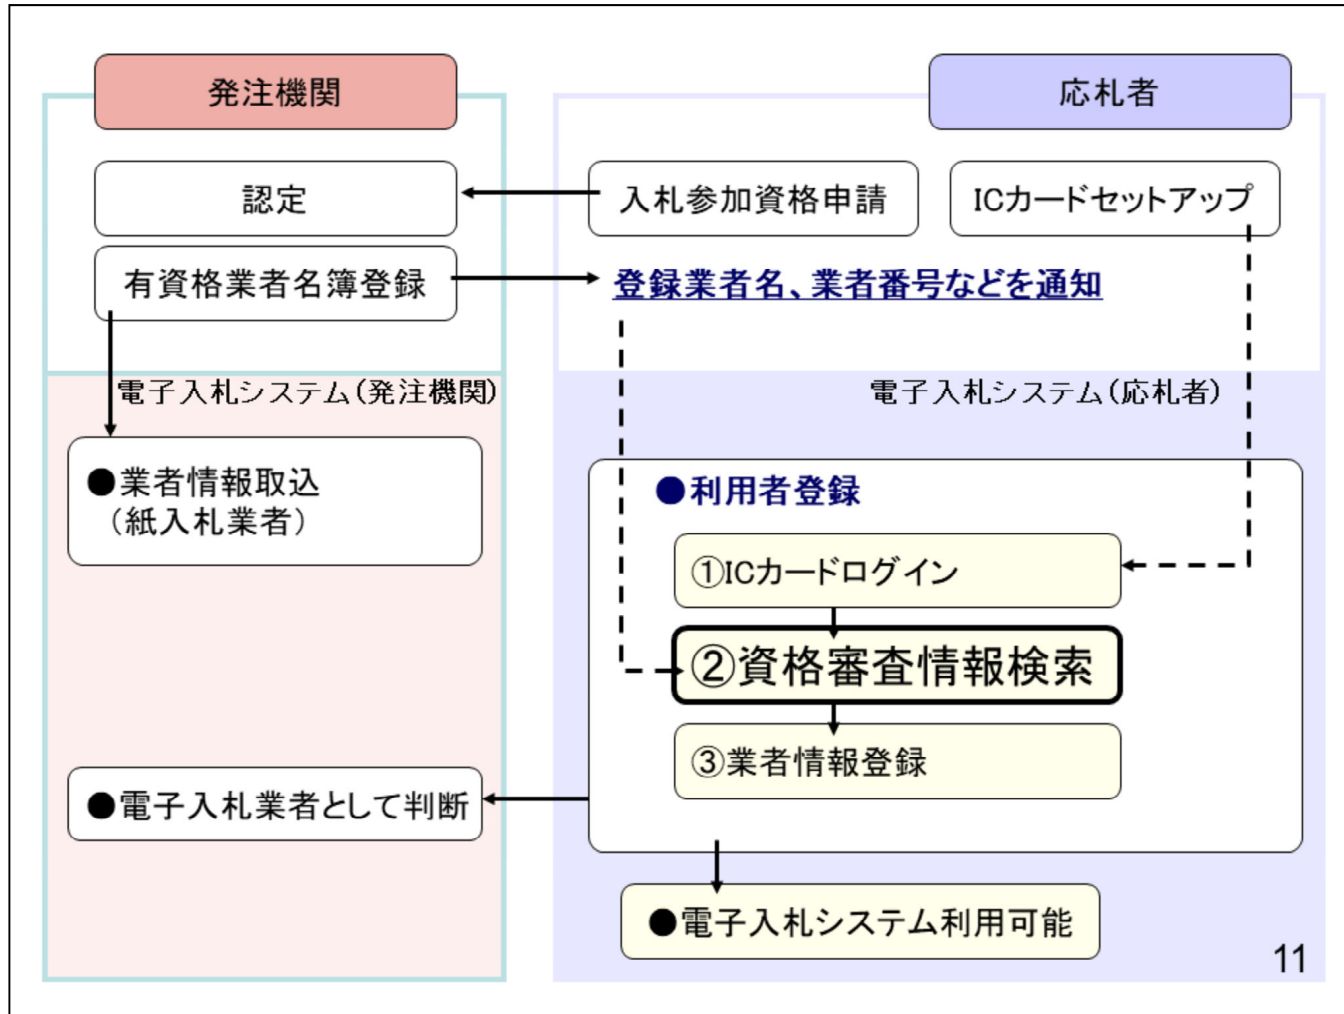 発注機関
応札者
認定
入札参加資格申請
ICカードセットアップ
有資格業者名簿登録
登録業者名、業者番号などを通知
電子入札システム(発注機関)
電子入札システム(応札者)
●業者情報取込
(紙入札業者)
●利用者登録
①ICカードログイン
②資格審査情報検索
③業者情報登録
●電子入札業者として判断
●電子入札システム利用可能
11